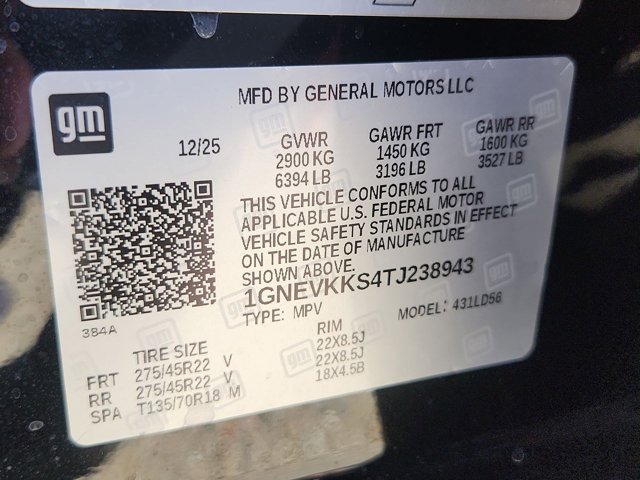 gm
MFD BY GENERAL MOTORS LLC
12/25
GVWR
2900 KG
6394 LB
GAWR FRT
1450 KG
3196 LB
GAWR RR
1600 KG
3527 LB
THIS VEHICLE CONFORMS TO ALL
APPLICABLE U.S. FEDERAL MOTOR
VEHICLE SAFETY STANDARDS IN EFFECT
ON THE DATE OF MANUFACTURE
SHOWN ABOVE.
1GNEVKKS4TJ238943
TYPE: MPV
MODEL: 431LD56
384A
TIRE SIZE
RIM
FRT 275/45R22 V 22X8.5J
RR 275/45R22 V 22X8.5J
SPA T135/70R18 M 18X4.5B